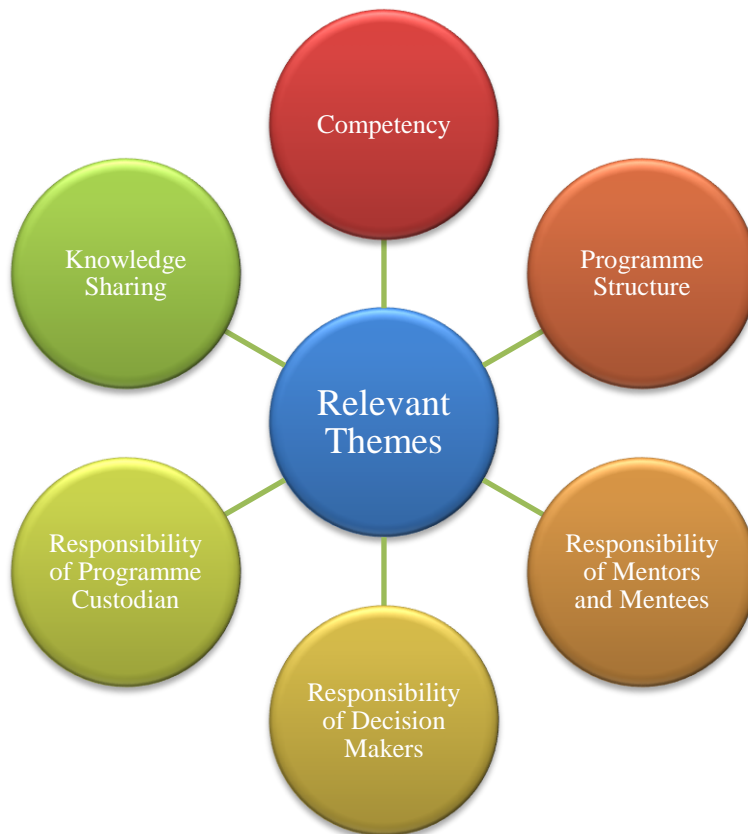 Competency
Programme
Structure
Responsibility
of Mentors
and Mentees
Responsibility
of Decision
Makers
Responsibility
of Programme
Custodian
Knowledge
Sharing
Relevant
Themes